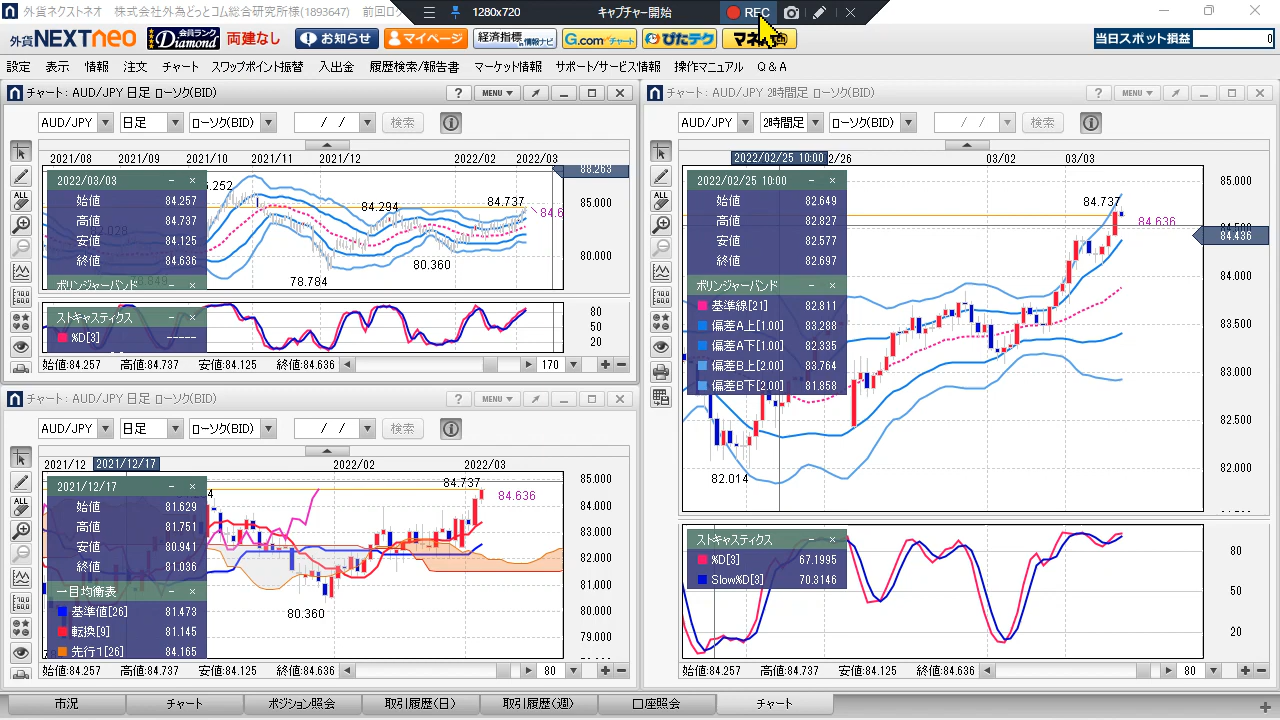 外貨ネクストネオ 株式会社外為どっとコム総合研究所様(1893647) 前回ロ
1280x720 キャプチャー開始 REC
外貨NEXTneo 会員ランク Diamond 両建なし お知らせ マイページ 経済指標 情報ナビ G.comチャート ぴたテク マネ 当日スポット損益 0
設定 表示 情報 注文 チャート スワップポイント振替 入出金 履歴検索/報告書 マーケット情報 サポート/サービス情報 操作マニュアル Q&A
チャート: AUD/JPY 日足 ローソク(BID) ? MENU
AUD/JPY 日足 ローソク(BID) / / 検索
2021/08 2021/09 2021/10 2021/11 2021/12 2022/02 2022/03
88.263
2022/03/03
始値 84.257
高値 84.737
安値 84.125
終値 84.636
ボリンジャーバンド
84.294
84.737
84.6
80.360
78.784
85.000
80.000
ストキャスティクス
%D[3] -----
80
50
20
始値:84.257 高値:84.737 安値:84.125 終値:84.636 170
チャート: AUD/JPY 日足 ローソク(BID) ? MENU
AUD/JPY 日足 ローソク(BID) / / 検索
2021/12 2021/12/17 2022/02 2022/03
2021/12/17
始値 81.629
高値 81.751
安値 80.941
終値 81.036
一目均衡表
基準値[26] 81.473
転換[9] 81.145
先行1[26] 84.165
84.737
84.636
80.360
85.000
84.000
83.000
82.000
81.000
80.000
79.000
始値:84.257 高値:84.737 安値:84.125 終値:84.636 80
チャート: AUD/JPY 2時間足 ローソク(BID) ? MENU
AUD/JPY 2時間足 ローソク(BID) / / 検索
2022/02/25 10:00 2/26 03/02 03/03
2022/02/25 10:00
始値 82.649
高値 82.827
安値 82.577
終値 82.697
ボリンジャーバンド
基準線[21] 82.811
偏差A上[1.00] 83.288
偏差A下[1.00] 82.335
偏差B上[2.00] 83.764
偏差B下[2.00] 81.858
84.737
84.636
82.014
85.000
84.436
84.000
83.500
83.000
82.500
82.000
ストキャスティクス
%D[3] 67.1995
Slow%D[3] 70.3146
80
50
20
始値:84.257 高値:84.737 安値:84.125 終値:84.636 80
市況 チャート ポジション照会 取引履歴(日) 取引履歴(週) 口座照会 チャート